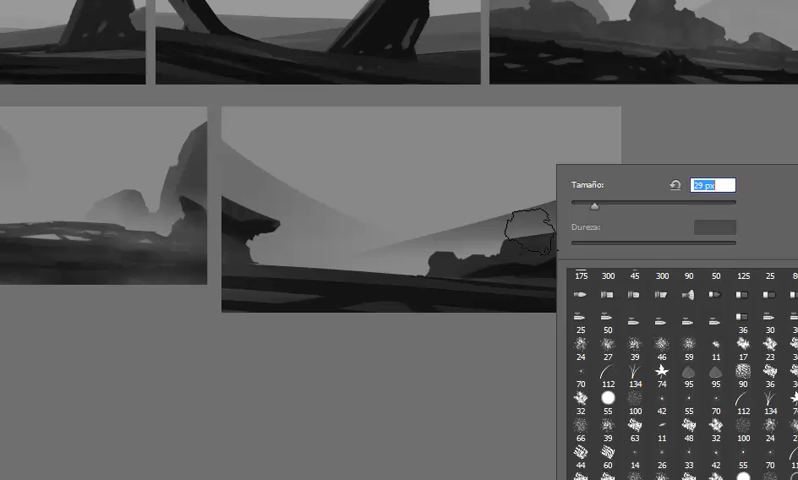 Tamaño:
29 px
Dureza:
175 300 45 300 90 50 125 25
25 50 36 30
24 27 39 46 59 11 17 23
70 112 134 74 95 95 90 36
32 55 100 42 55 70 112 134
66 39 63 11 48 32 100 24
44 60 14 26 33 42 55 70